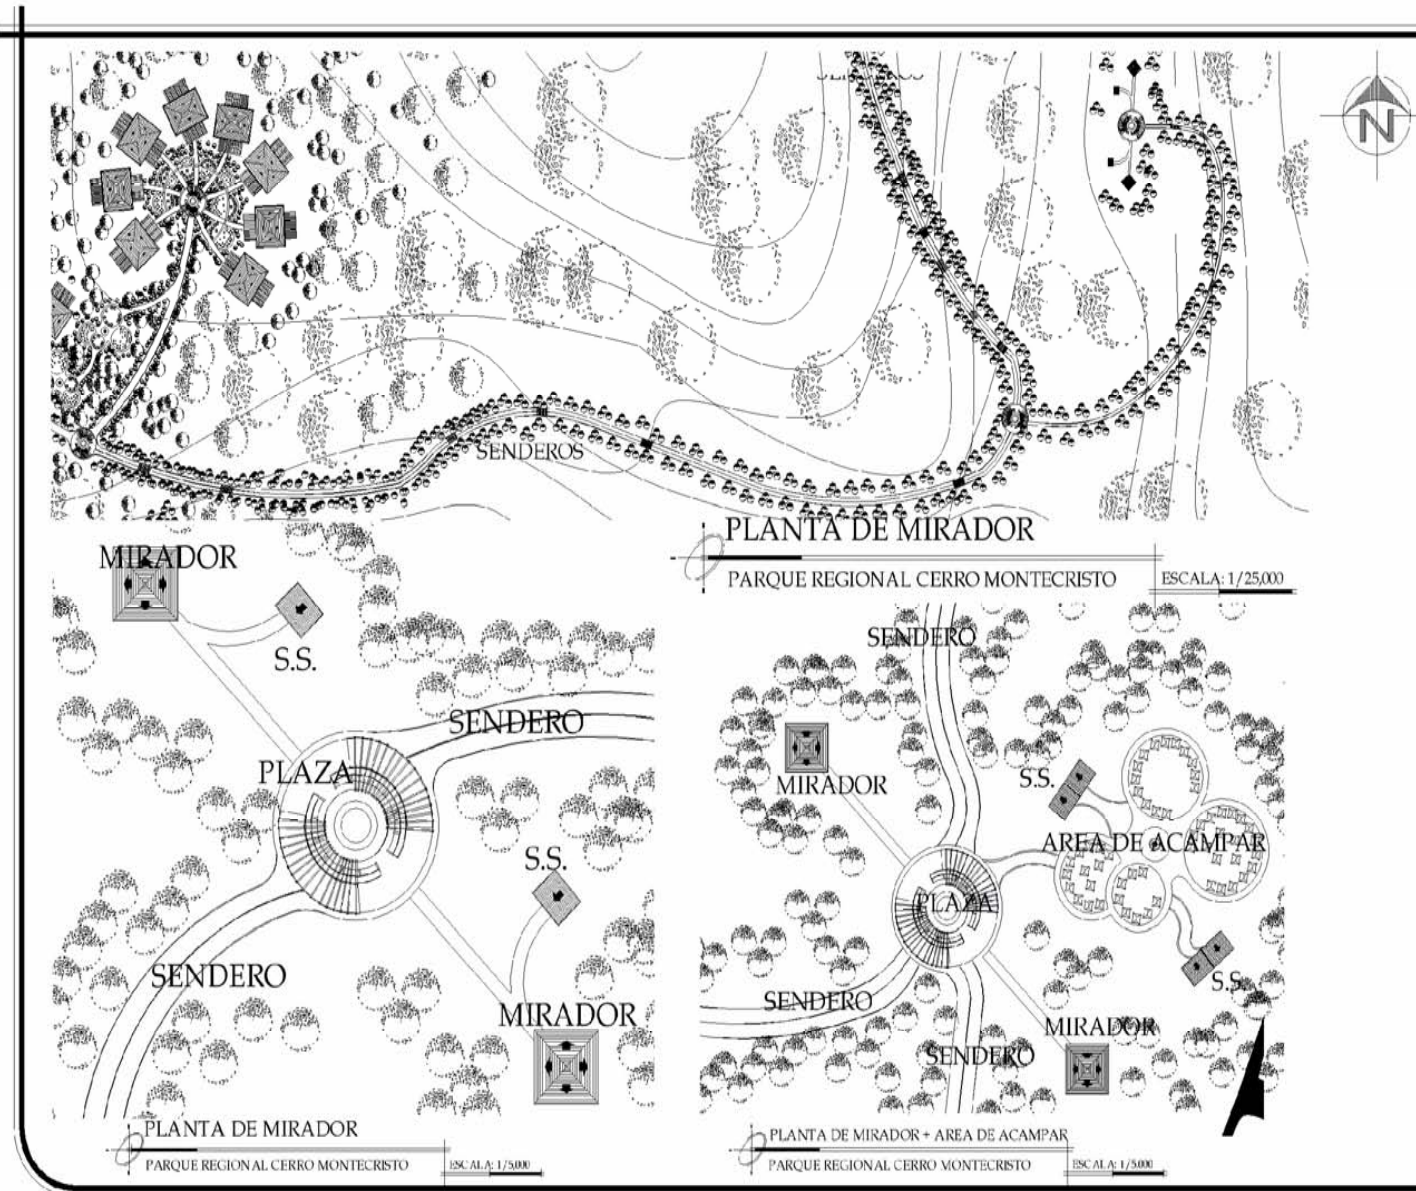 N
SENDEROS
PLANTA DE MIRADOR
PARQUE REGIONAL CERRO MONTECRISTO
ESCALA: 1/25,000
MIRADOR
S.S.
SENDERO
PLAZA
S.S.
SENDERO
MIRADOR
PLANTA DE MIRADOR
PARQUE REGIONAL CERRO MONTECRISTO
ESCALA: 1/5,000
SENDERO
MIRADOR
S.S.
AREA DE ACAMPAR
PLAZA
S.S.
SENDERO
MIRADOR
SENDERO
PLANTA DE MIRADOR + AREA DE ACAMPAR
PARQUE REGIONAL CERRO MONTECRISTO
ESCALA: 1/5,000